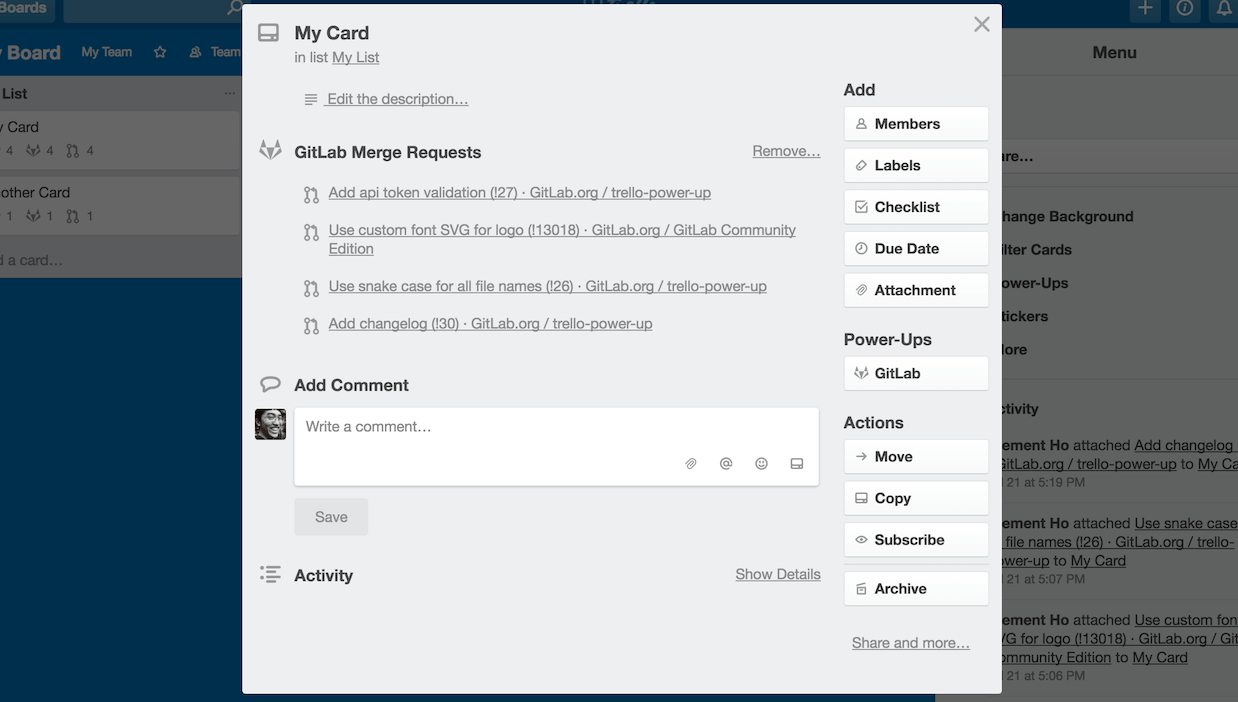 Boards
Board
My Team
Team
List
Card
4 4 4
other Card
1 1 1
a card…
My Card
in list My List
Edit the description…
GitLab Merge Requests
Remove…
Add api token validation (!27) · GitLab.org / trello-power-up
Use custom font SVG for logo (!13018) · GitLab.org / GitLab Community
Edition
Use snake case for all file names (!26) · GitLab.org / trello-power-up
Add changelog (!30) · GitLab.org / trello-power-up
Add Comment
Write a comment…
Save
Activity
Show Details
Add
Members
Labels
Checklist
Due Date
Attachment
Power-Ups
GitLab
Actions
Move
Copy
Subscribe
Archive
Share and more…
Menu
re…
hange Background
ilter Cards
ower-Ups
tickers
ore
ctivity
ement Ho attached Add changelog
GitLab.org / trello-power-up to My Ca
21 at 5:19 PM
ement Ho attached Use snake case
file names (!26) · GitLab.org / trello-
ower-up to My Card
21 at 5:07 PM
ement Ho attached Use custom fon
VG for logo (!13018) · GitLab.org / Git
ommunity Edition to My Card
21 at 5:06 PM